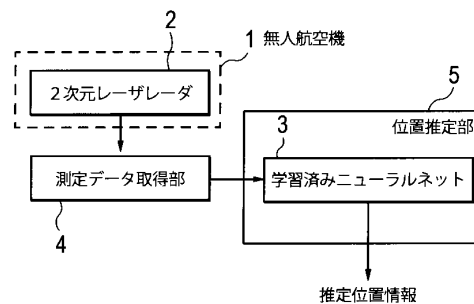 2
1 無人航空機
2次元レーザレーダ
5
位置推定部
3
測定データ取得部
学習済みニューラルネット
4
推定位置情報